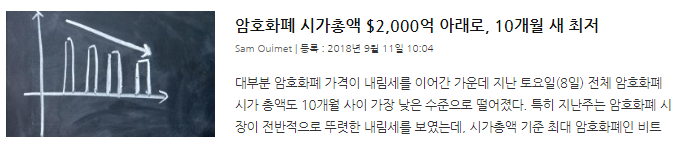 암호화폐 시가총액 $2,000억 아래로, 10개월 새 최저
Sam Ouimet | 등록 : 2018년 9월 11일 10:04
대부분 암호화폐 가격이 내림세를 이어간 가운데 지난 토요일(8일) 전체 암호화폐
시가 총액도 10개월 사이 가장 낮은 수준으로 떨어졌다. 특히 지난주는 암호화폐 시
장이 전반적으로 뚜렷한 내림세를 보였는데, 시가총액 기준 최대 암호화폐인 비트